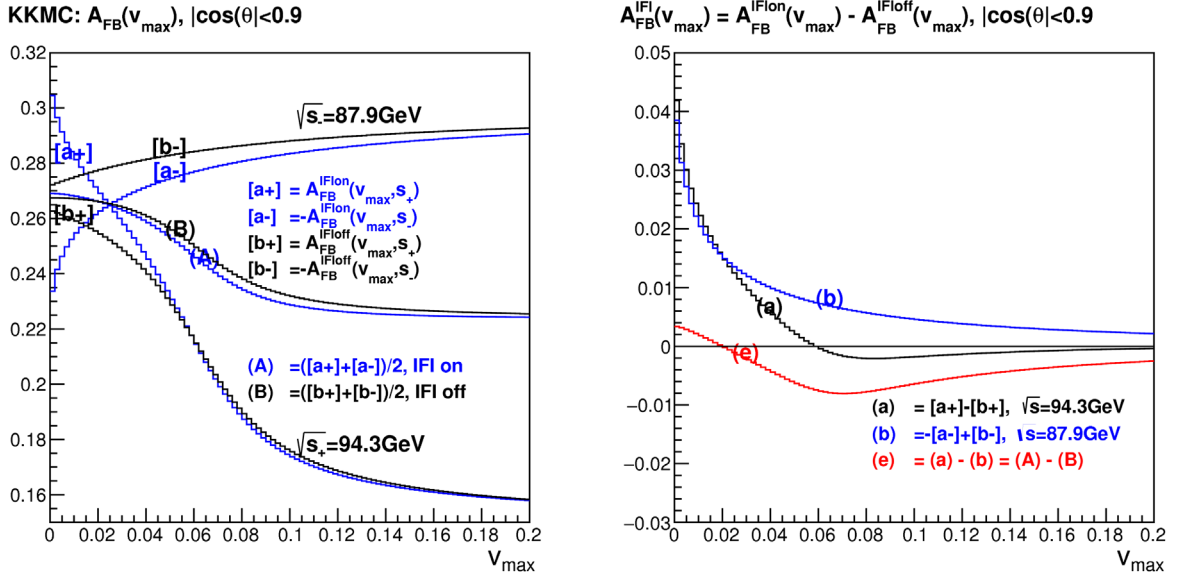 KKMC: A_FB(v_max), |cos(θ|<0.9
0.32
0.3
0.28
0.26
0.24
0.22
0.2
0.18
0.16
√s_-=87.9GeV
[b-]
[a+]
[a-]
[b+]
(B)
(A)
[a+] = A_FB^IFIon(v_max,s_+)
[a-] =-A_FB^IFIon(v_max,s_-)
[b+] = A_FB^IFIoff(v_max,s_+)
[b-] =-A_FB^IFIoff(v_max,s_-)
(A) =([a+]+[a-])/2, IFI on
(B) =([b+]+[b-])/2, IFI off
√s_+=94.3GeV
0 0.02 0.04 0.06 0.08 0.1 0.12 0.14 0.16 0.18 0.2
v_max
A_FB^IFI(v_max) = A_FB^IFIon(v_max) - A_FB^IFIoff(v_max), |cos(θ|<0.9
0.05
0.04
0.03
0.02
0.01
0
−0.01
−0.02
−0.03
(b)
(a)
(e)
(a) = [a+]-[b+], √s=94.3GeV
(b) =-[a-]+[b-], √s=87.9GeV
(e) = (a) - (b) = (A) - (B)
0 0.02 0.04 0.06 0.08 0.1 0.12 0.14 0.16 0.18 0.2
v_max